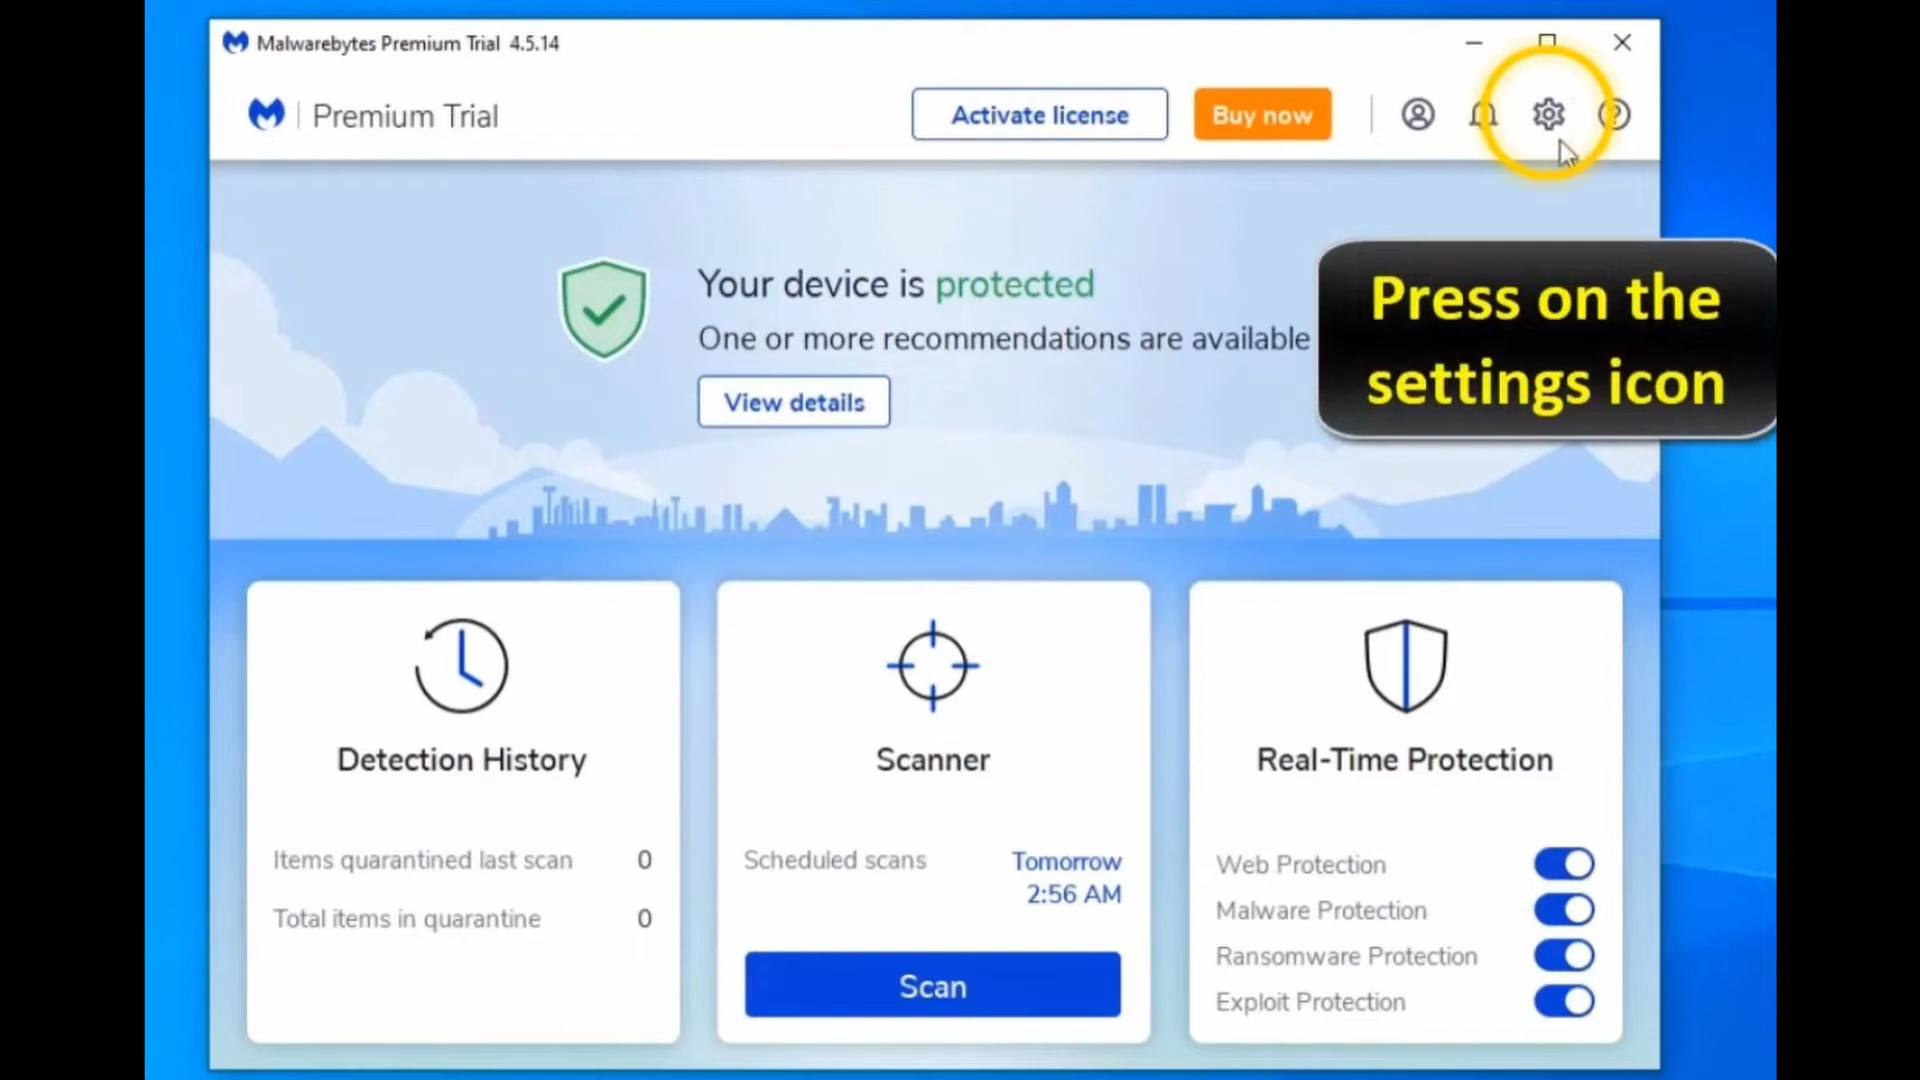 Malwarebytes Premium Trial 4.5.14
Premium Trial
Activate license
Buy now
Your device is protected
One or more recommendations are available
View details
Press on the
settings icon
Detection History
Items quarantined last scan 0
Total items in quarantine 0
Scanner
Scheduled scans Tomorrow
2:56 AM
Scan
Real-Time Protection
Web Protection
Malware Protection
Ransomware Protection
Exploit Protection